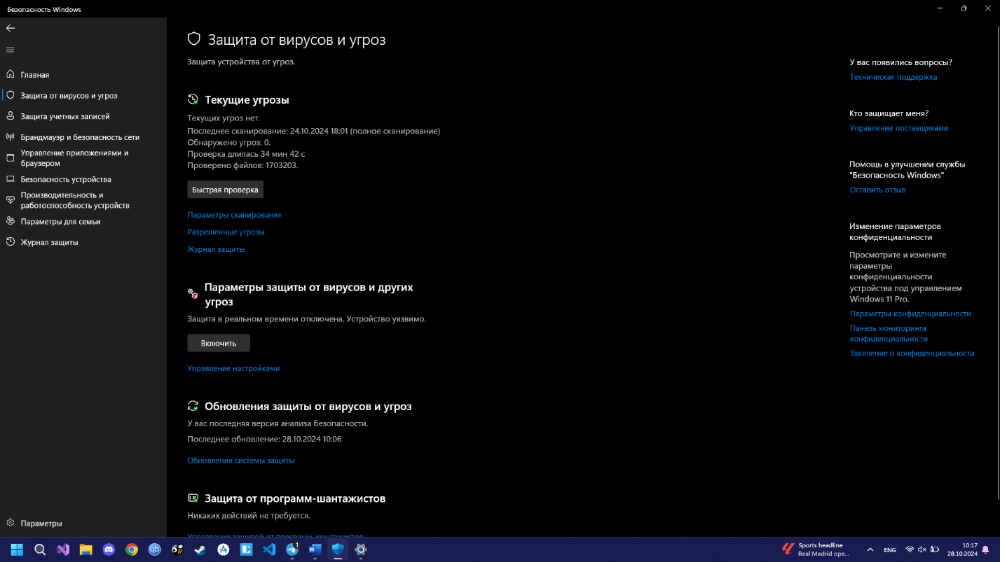 Безопасность Windows
Главная
Защита от вирусов и угроз
Защита учетных записей
Брандмауэр и безопасность сети
Управление приложениями и
браузером
Безопасность устройства
Производительность и
работоспособность устройств
Параметры для семьи
Журнал защиты
Параметры
Защита от вирусов и угроз
Защита устройства от угроз.
Текущие угрозы
Текущих угроз нет.
Последнее сканирование: 24.10.2024 18:01 (полное сканирование)
Обнаружено угроз: 0.
Проверка длилась 34 мин 42 с
Проверено файлов: 1703203.
Быстрая проверка
Параметры сканирования
Разрешенные угрозы
Журнал защиты
Параметры защиты от вирусов и других
угроз
Защита в реальном времени отключена. Устройство уязвимо.
Включить
Управление настройками
Обновления защиты от вирусов и угроз
У вас последняя версия анализа безопасности.
Последнее обновление: 28.10.2024 10:06
Обновления системы защиты
Защита от программ-шантажистов
Никаких действий не требуется.
Управление защитой от программ-шантажистов
У вас появились вопросы?
Техническая поддержка
Кто защищает меня?
Управление поставщиками
Помощь в улучшении службы
"Безопасность Windows"
Оставить отзыв
Изменение параметров
конфиденциальности
Просмотрите и измените
параметры
конфиденциальности
устройства под управлением
Windows 11 Pro.
Параметры конфиденциальности
Панель мониторинга
конфиденциальности
Заявление о конфиденциальности
qb
1
W
Sports headline
Real Madrid ope...
ENG
10:17
28.10.2024